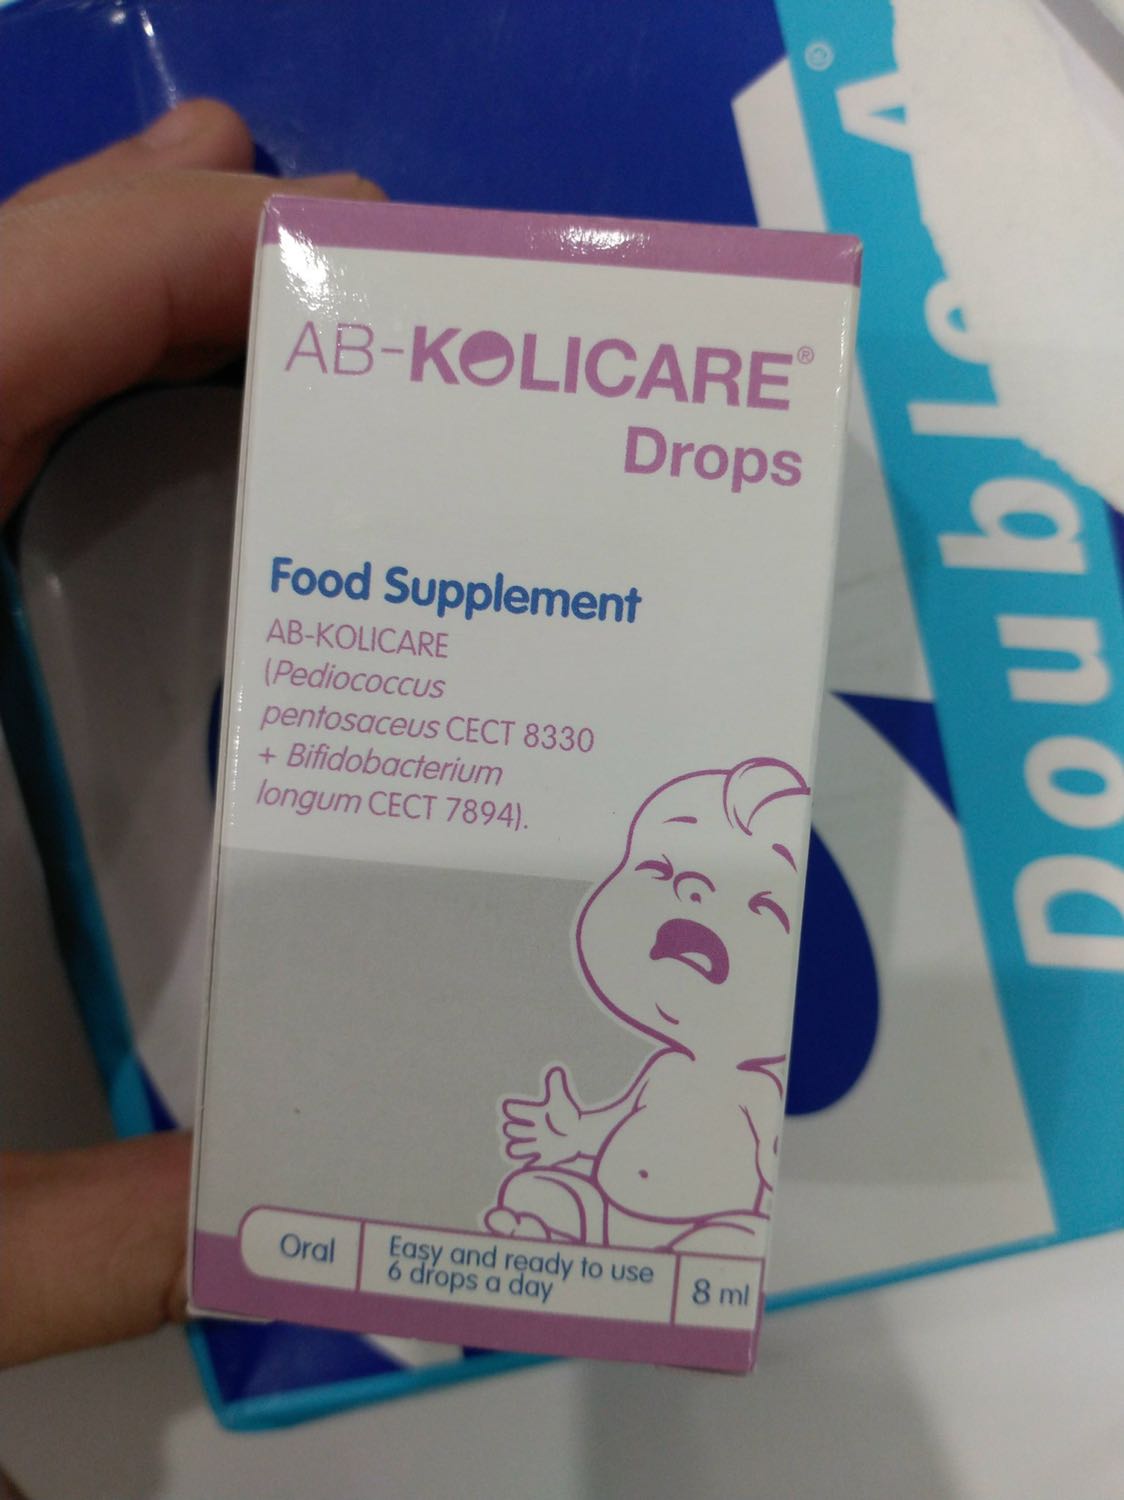 AB-KOLICARE®
Drops
Food Supplement
AB-KOLICARE
(Pediococcus
pentosaceus CECT 8330
+ Bifidobacterium
longum CECT 7894).
Oral
Easy and ready to use
6 drops a day
8 ml
Double A
®